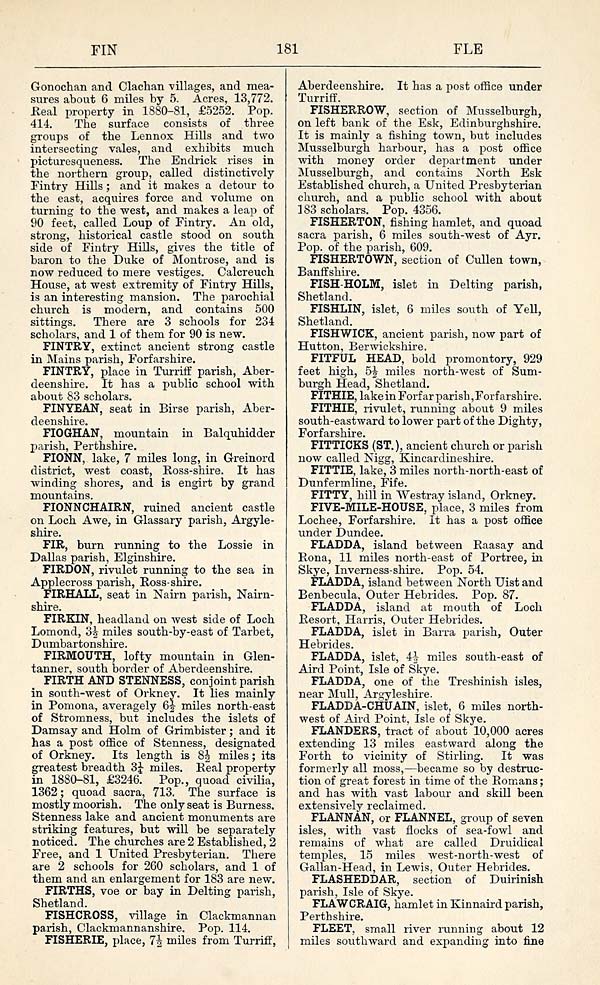 FIN 181 FLE
Gonochan and Clachan villages, and mea-
sures about 6 miles by 5. Acres, 13,772.
Real property in 1880-81, £5252. Pop.
414. The surface consists of three
groups of the Lennox Hills and two
intersecting vales, and exhibits much
picturesqueness. The Endrick rises in
the northern group, called distinctively
Fintry Hills; and it makes a detour to
the east, acquires force and volume on
turning to the west, and makes a leap of
90 feet, called Loup of Fintry. An old,
strong, historical castle stood on south
side of Fintry Hills, gives the title of
baron to the Duke of Montrose, and is
now reduced to mere vestiges. Calcreuch
House, at west extremity of Fintry Hills,
is an interesting mansion. The parochial
church is modern, and contains 500
sittings. There are 3 schools for 234
scholars, and 1 of them for 90 is new.
FINTRY, extinct ancient strong castle
in Mains parish, Forfarshire.
FINTRY, place in Turriff parish, Aber-
deenshire. It has a public school with
about 83 scholars.
FINYEAN, seat in Birse parish, Aber-
deenshire.
FIOGHAN, mountain in Balquhidder
parish, Perthshire.
FIONN, lake, 7 miles long, in Greinord
district, west coast, Ross-shire. It has
winding shores, and is engirt by grand
mountains.
FIONNCHAIRN, ruined ancient castle
on Loch Awe, in Glassary parish, Argyle-
shire.
FIR, burn running to the Lossie in
Dallas parish, Elginshire.
FIRDON, rivulet running to the sea in
Applecross parish, Ross-shire.
FIRHALL, seat in Nairn parish, Nairn-
shire.
FIRKIN, headland on west side of Loch
Lomond, 3½ miles south-by-east of Tarbet,
Dumbartonshire.
FIRMOUTH, lofty mountain in Glen-
tanner, south border of Aberdeenshire.
FIRTH AND STENNESS, conjoint parish
in south-west of Orkney. It lies mainly
in Pomona, averagely 6½ miles north-east
of Stromness, but includes the islets of
Damsay and Holm of Grimbister; and it
has a post office of Stenness, designated
of Orkney. Its length is 8½ miles; its
greatest breadth 3¼ miles. Real property
in 1880-81, £3246. Pop., quoad civilia,
1362; quoad sacra, 713. The surface is
mostly moorish. The only seat is Burness.
Stenness lake and ancient monuments are
striking features, but will be separately
noticed. The churches are 2 Established, 2
Free, and 1 United Presbyterian. There
are 2 schools for 260 scholars, and 1 of
them and an enlargement for 183 are new.
FIRTHS, voe or bay in Delting parish,
Shetland.
FISHCROSS, village in Clackmannan
parish, Clackmannanshire. Pop. 114.
FISHERIE, place, 7½ miles from Turriff,
Aberdeenshire. It has a post office under
Turriff.
FISHERROW, section of Musselburgh,
on left bank of the Esk, Edinburghshire.
It is mainly a fishing town, but includes
Musselburgh harbour, has a post office
with money order department under
Musselburgh, and contains North Esk
Established church, a United Presbyterian
church, and a public school with about
183 scholars. Pop. 4356.
FISHERTON, fishing hamlet, and quoad
sacra parish, 6 miles south-west of Ayr.
Pop. of the parish, 609.
FISHERTOWN, section of Cullen town,
Banffshire.
FISH-HOLM, islet in Delting parish,
Shetland.
FISHLIN, islet, 6 miles south of Yell,
Shetland.
FISHWICK, ancient parish, now part of
Hutton, Berwickshire.
FITFUL HEAD, bold promontory, 929
feet high, 5½ miles north-west of Sum-
burgh Head, Shetland.
FITHIE, lake in Forfar parish, Forfarshire.
FITHIE, rivulet, running about 9 miles
south-eastward to lower part of the Dighty,
Forfarshire.
FITTICKS (ST.), ancient church or parish
now called Nigg, Kincardineshire.
FITTIE, lake, 3 miles north-north-east of
Dunfermline, Fife.
FITTY, hill in Westray island, Orkney.
FIVE-MILE-HOUSE, place, 3 miles from
Lochee, Forfarshire. It has a post office
under Dundee.
FLADDA, island between Raasay and
Rona, 11 miles north-east of Portree, in
Skye, Inverness-shire. Pop. 54.
FLADDA, island between North Uist and
Benbecula, Outer Hebrides. Pop. 87.
FLADDA, island at mouth of Loch
Resort, Harris, Outer Hebrides.
FLADDA, islet in Barra parish, Outer
Hebrides.
FLADDA, islet, 4½ miles south-east of
Aird Point, Isle of Skye.
FLADDA, one of the Treshinish isles,
near Mull, Argyleshire.
FLADDA-CHUAIN, islet, 6 miles north-
west of Aird Point, Isle of Skye.
FLANDERS, tract of about 10,000 acres
extending 13 miles eastward along the
Forth to vicinity of Stirling. It was
formerly all moss,—became so by destruc-
tion of great forest in time of the Romans;
and has with vast labour and skill been
extensively reclaimed.
FLANNAN, or FLANNEL, group of seven
isles, with vast flocks of sea-fowl and
remains of what are called Druidical
temples, 15 miles west-north-west of
Gallan-Head, in Lewis, Outer Hebrides.
FLASHEDDAR, section of Duirinish
parish, Isle of Skye.
FLAWCRAIG, hamlet in Kinnaird parish,
Perthshire.
FLEET, small river running about 12
miles southward and expanding into fine